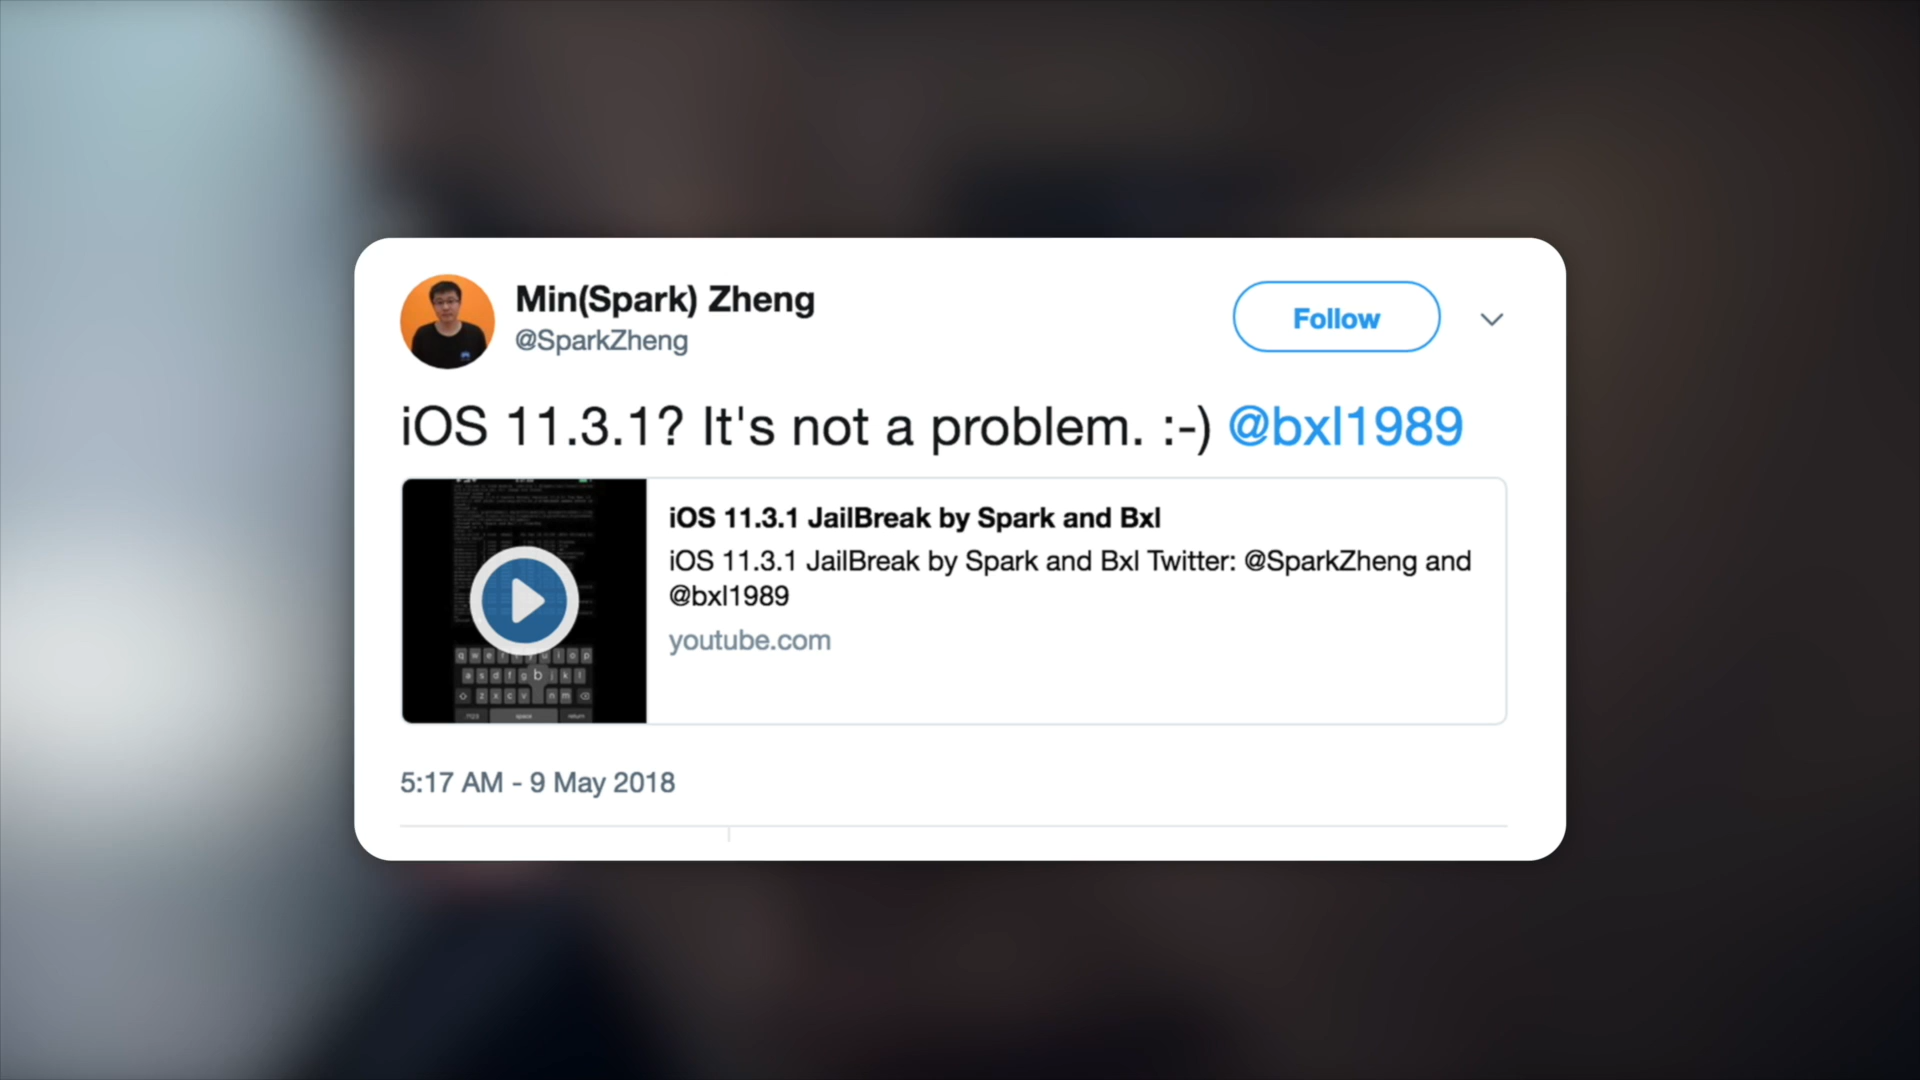 Min(Spark) Zheng
@SparkZheng
Follow
iOS 11.3.1? It's not a problem. :-) @bxl1989
iOS 11.3.1 JailBreak by Spark and Bxl
iOS 11.3.1 JailBreak by Spark and Bxl Twitter: @SparkZheng and
@bxl1989
youtube.com
5:17 AM - 9 May 2018